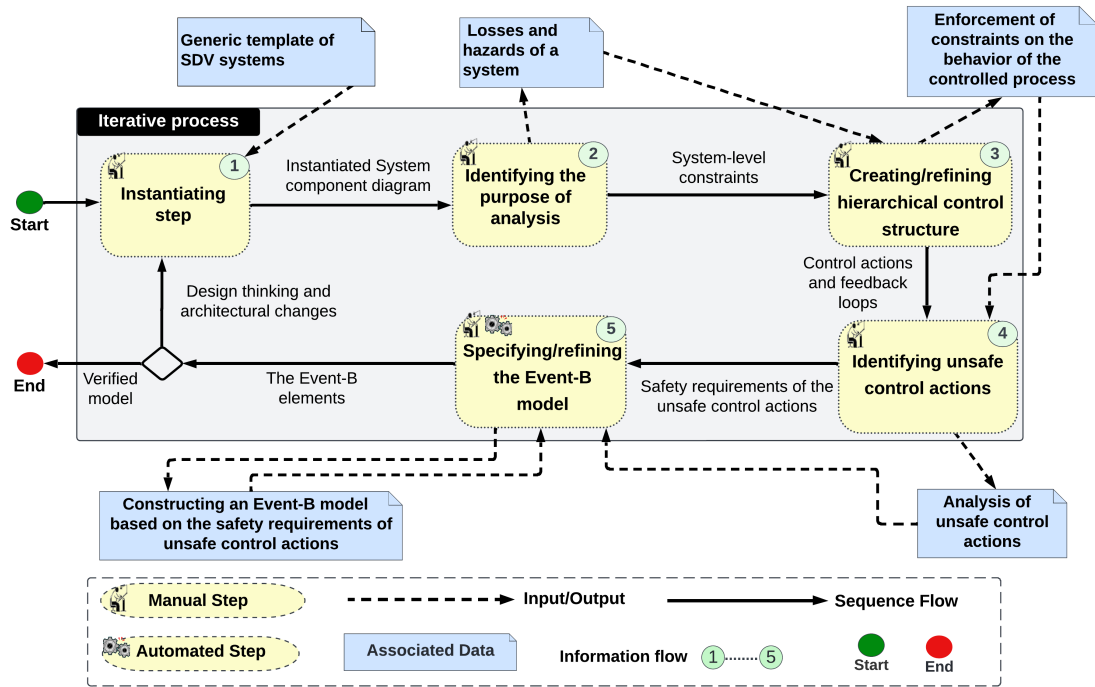 Generic template of
SDV systems
Losses and
hazards of a
system
Enforcement of
constraints on the
behavior of the
controlled process
Iterative process
1
Instantiating
step
Instantiated System
component diagram
2
Identifying the
purpose of
analysis
System-level
constraints
3
Creating/refining
hierarchical control
structure
Start
Control actions
and feedback
loops
Design thinking and
architectural changes
4
Identifying unsafe
control actions
5
Specifying/refining
the Event-B
model
Safety requirements of the
unsafe control actions
The Event-B
elements
Verified
model
End
Constructing an Event-B model
based on the safety requirements of
unsafe control actions
Analysis of
unsafe control
actions
Manual Step
Input/Output
Sequence Flow
Automated Step
Associated Data
Information flow
1
5
Start
End